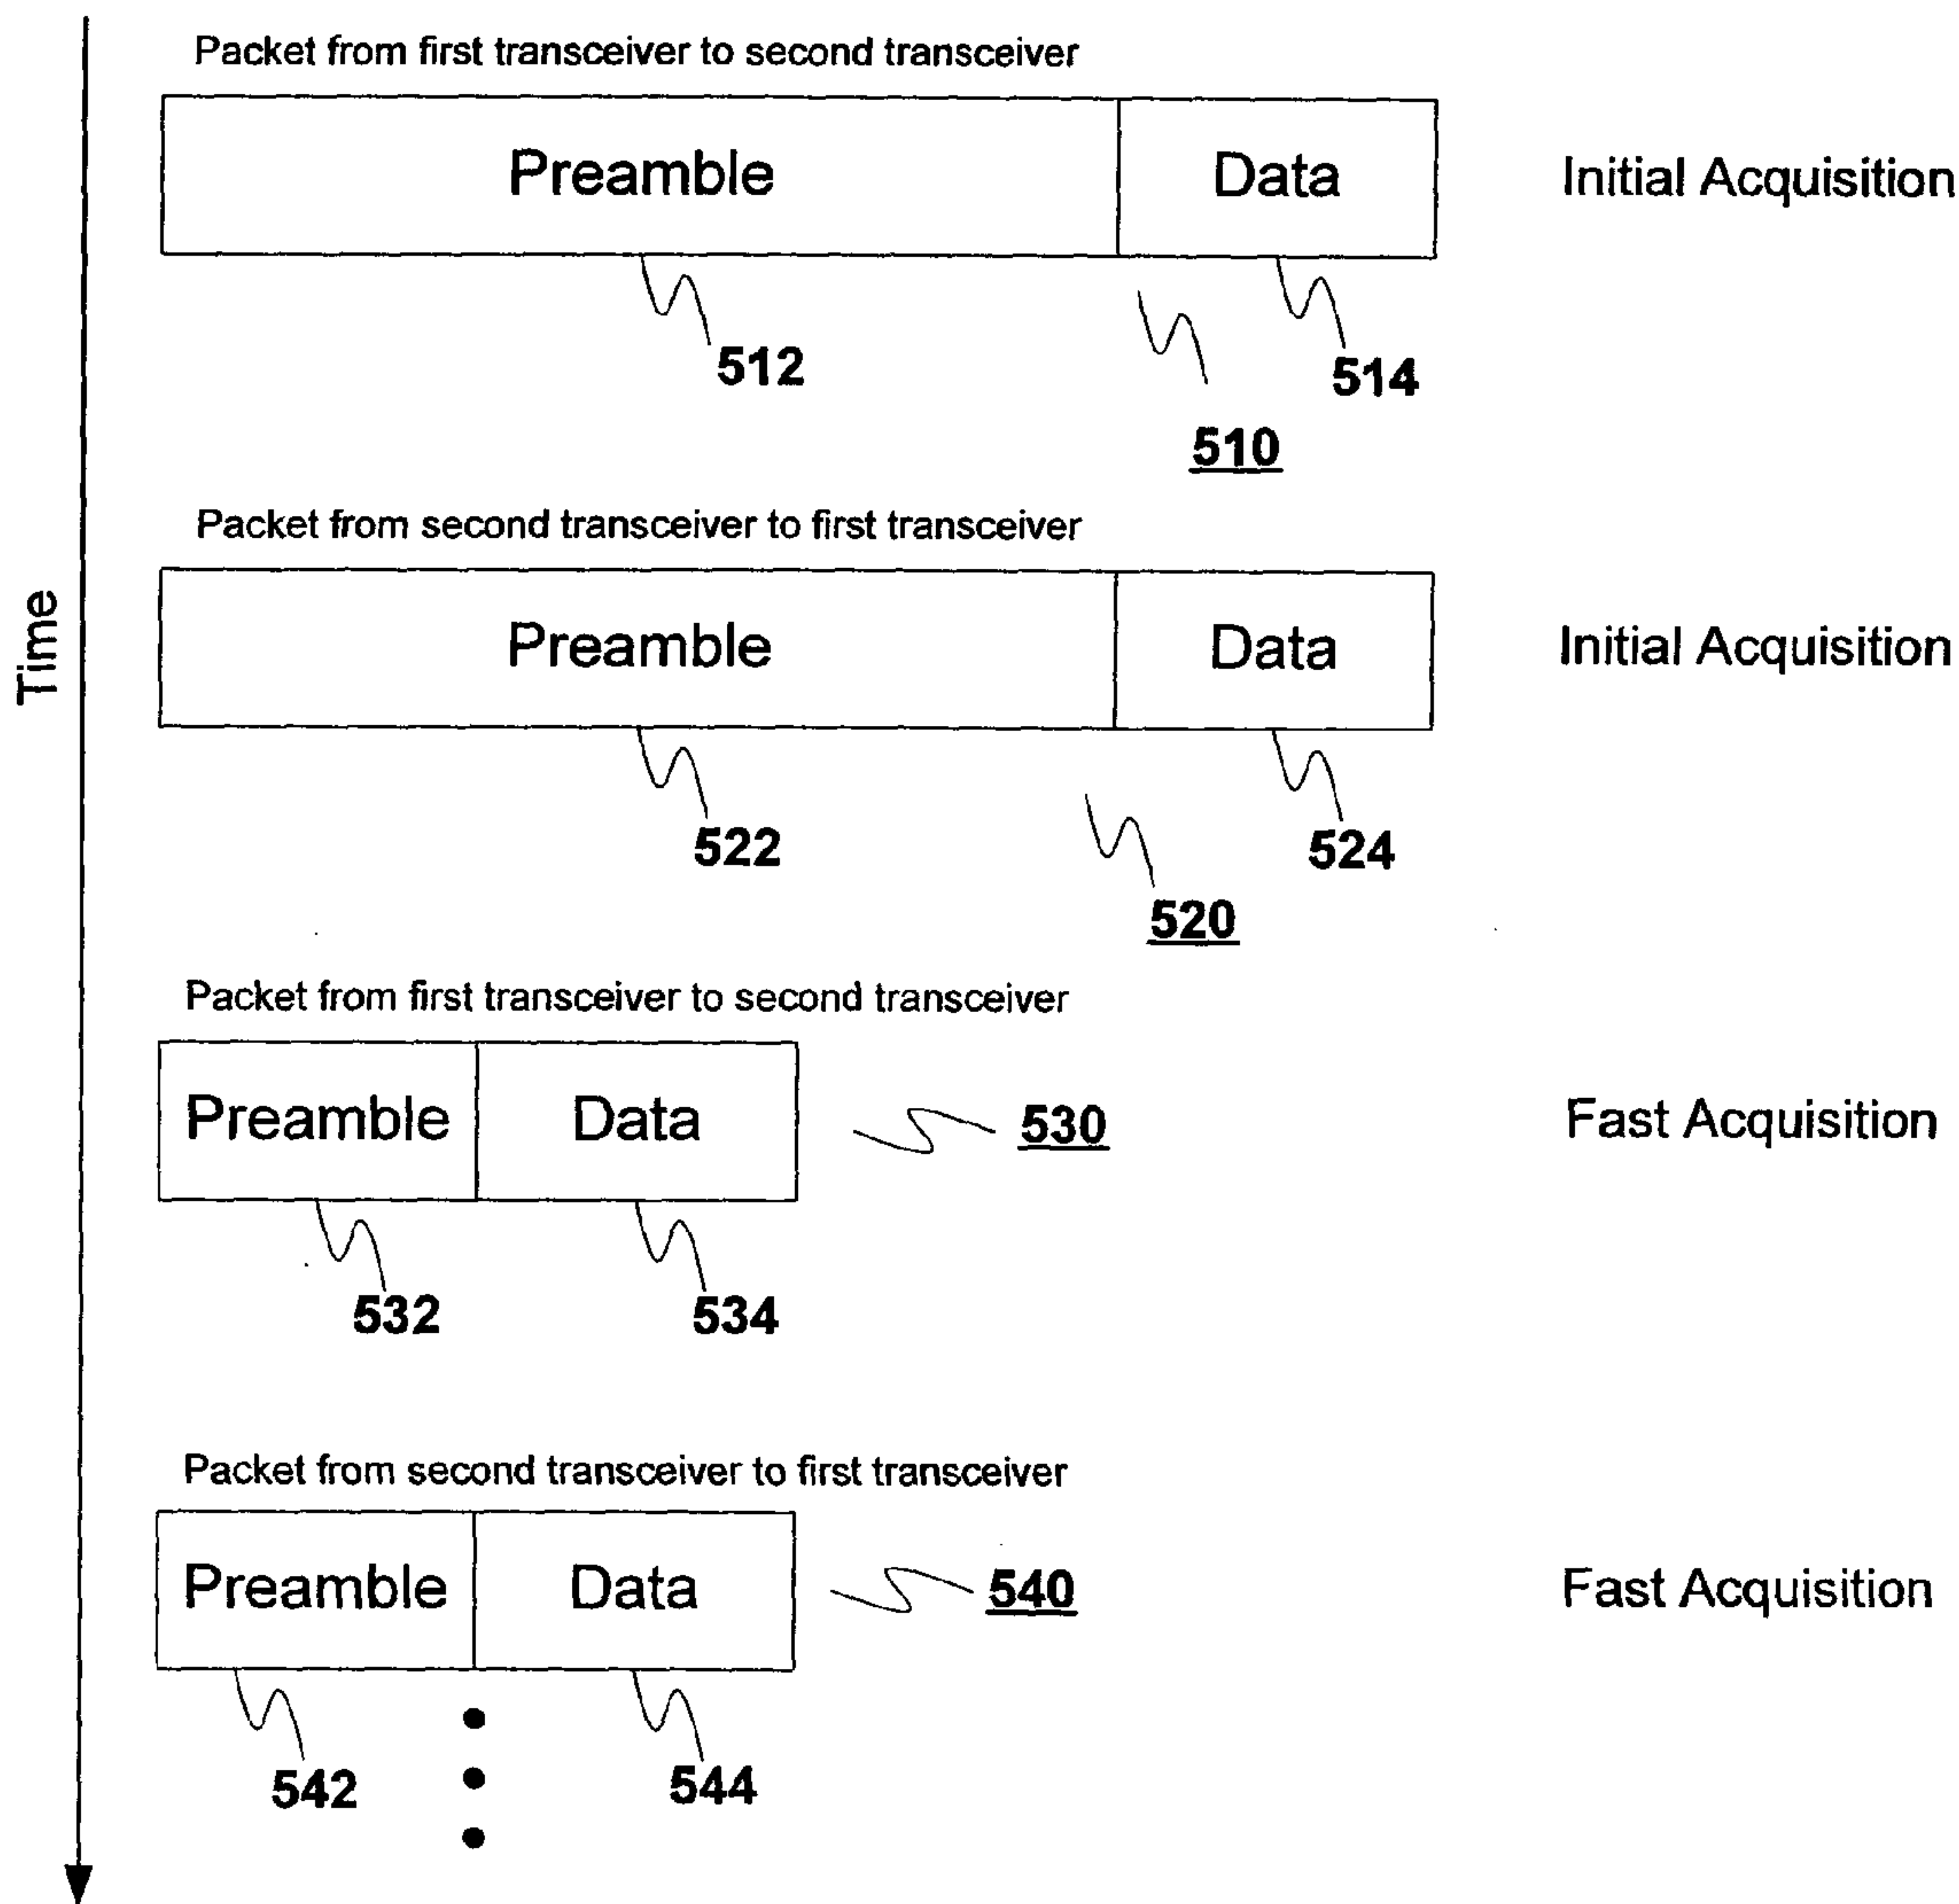 Packet from first transceiver to second transceiver
Preamble
Data
Initial Acquisition
512
514
510
Packet from second transceiver to first transceiver
Time
Preamble
Data
Initial Acquisition
522
524
520
Packet from first transceiver to second transceiver
Preamble
Data
530
Fast Acquisition
532
534
Packet from second transceiver to first transceiver
Preamble
Data
540
Fast Acquisition
542
544